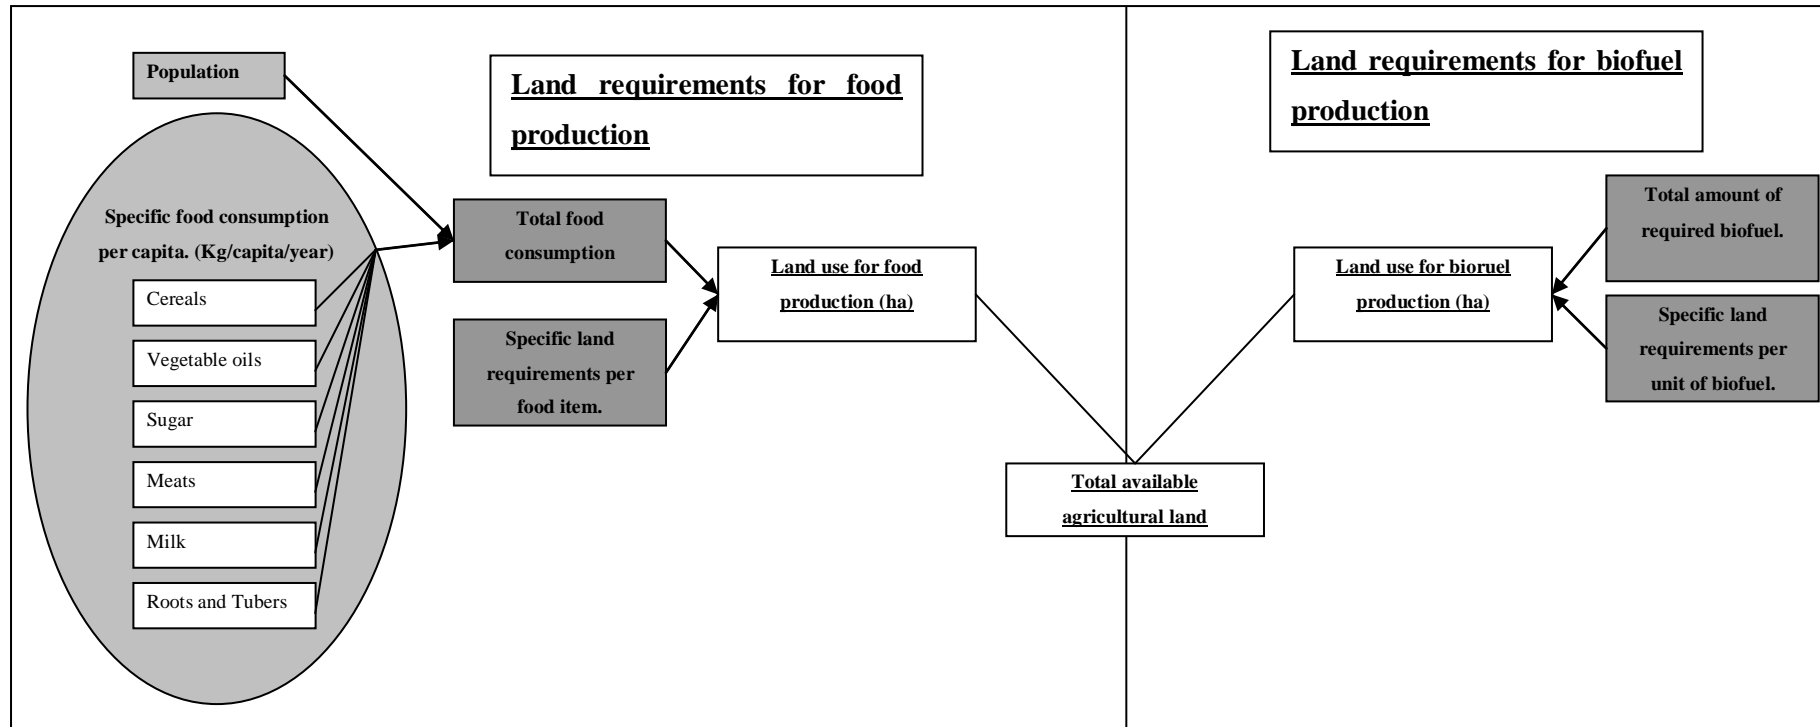 Population
Land requirements for food
production
Specific food consumption
per capita. (Kg/capita/year)
Cereals
Vegetable oils
Sugar
Meats
Milk
Roots and Tubers
Total food
consumption
Specific land
requirements per
food item.
Land use for food
production (ha)
Land requirements for biofuel
production
Total amount of
required biofuel.
Land use for bioruel
production (ha)
Specific land
requirements per
unit of biofuel.
Total available
agricultural land